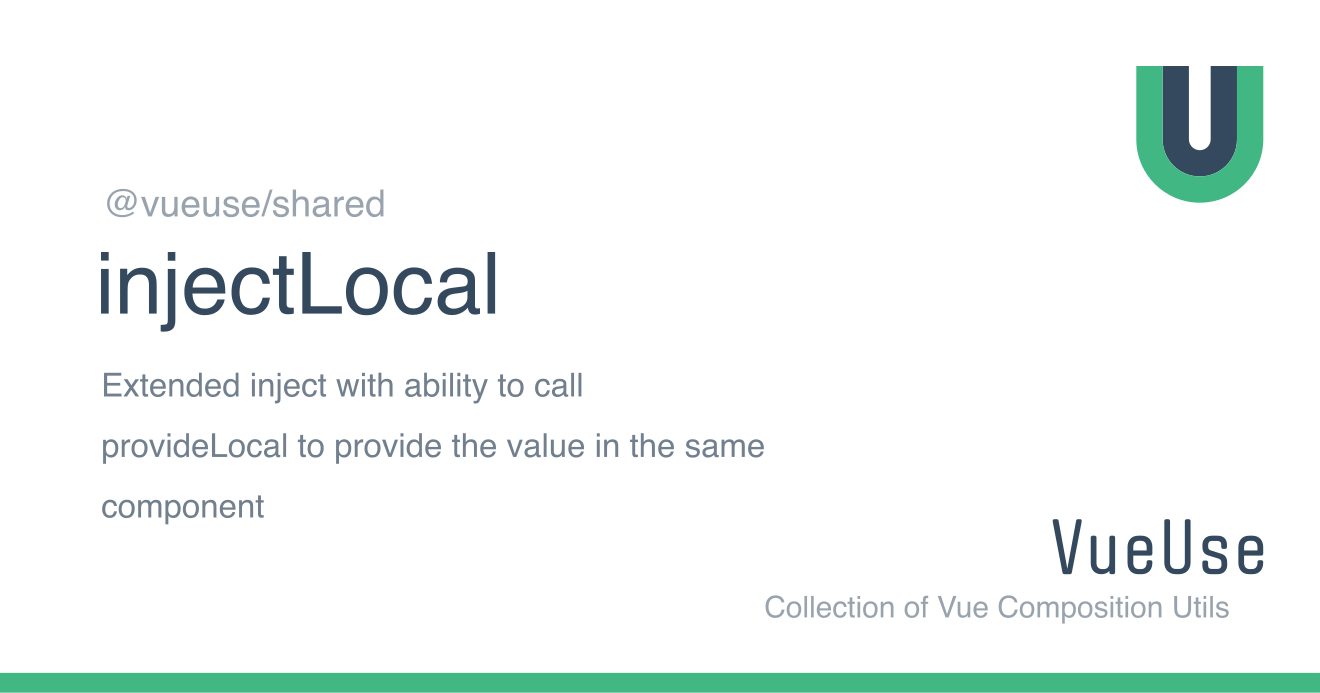 @vueuse/shared
injectLocal
Extended inject with ability to call
provideLocal to provide the value in the same
component
VueUse
Collection of Vue Composition Utils